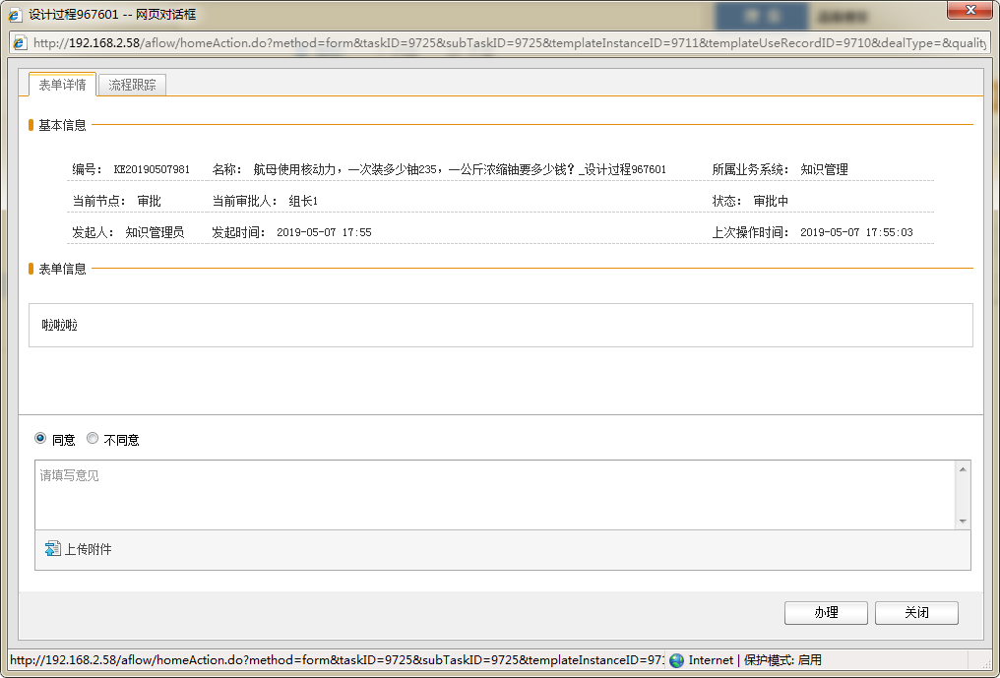 设计过程967601 -- 网页对话框
http://192.168.2.58/aflow/homeAction.do?method=form&taskID=9725&subTaskID=9725&templateInstanceID=9711&templateUseRecordID=9710&dealType=&quality
表单详情 流程跟踪
基本信息
编号: KE20190507981 名称: 航母使用核动力，一次装多少铀235，一公斤浓缩铀要多少钱？_设计过程967601 所属业务系统: 知识管理
当前节点: 审批 当前审批人: 组长1 状态: 审批中
发起人: 知识管理员 发起时间: 2019-05-07 17:55 上次操作时间: 2019-05-07 17:55:03
表单信息
啦啦啦
同意 不同意
请填写意见
上传附件
办理 关闭
http://192.168.2.58/aflow/homeAction.do?method=form&taskID=9725&subTaskID=9725&templateInstanceID=971 Internet | 保护模式: 启用